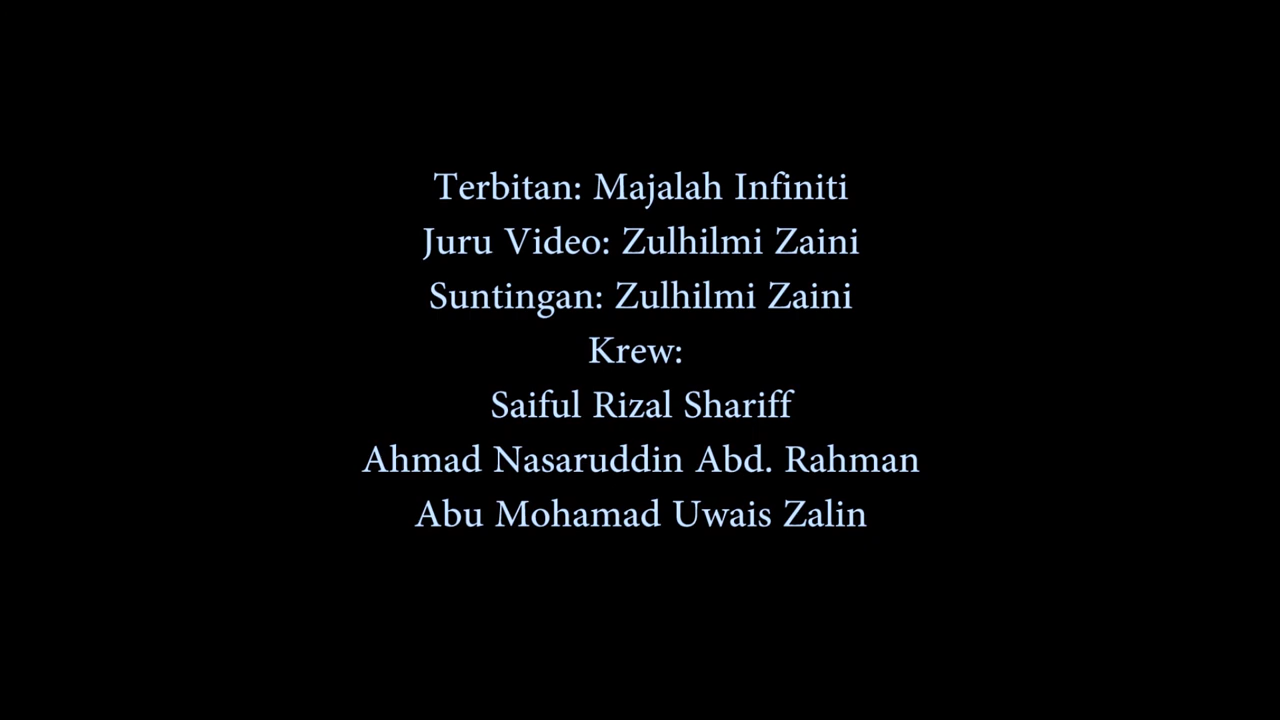 Terbitan: Majalah Infiniti
Juru Video: Zulhilmi Zaini
Suntingan: Zulhilmi Zaini
Krew:
Saiful Rizal Shariff
Ahmad Nasaruddin Abd. Rahman
Abu Mohamad Uwais Zalin